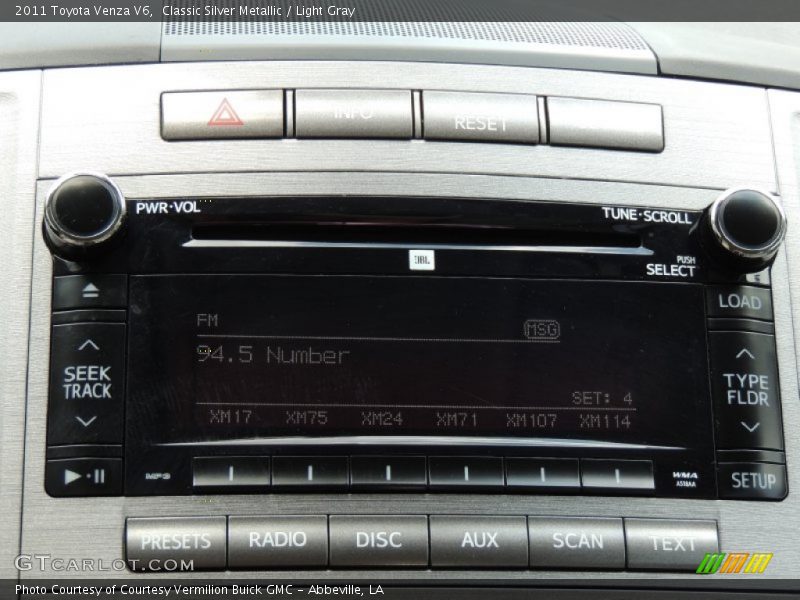 2011 Toyota Venza V6,  Classic Silver Metallic / Light Gray
INFO
RESET
PWR·VOL
TUNE·SCROLL
JBL
PUSH
SELECT
LOAD
FM
MSG
94.5 Number
SEEK
TRACK
TYPE
FLDR
SET: 4
XM17 XM75 XM24 XM71 XM107 XM114
MP3
WMA
SETUP
PRESETS RADIO DISC AUX SCAN TEXT
GTCarLot.com
Photo Courtesy of Courtesy Vermilion Buick GMC - Abbeville, LA